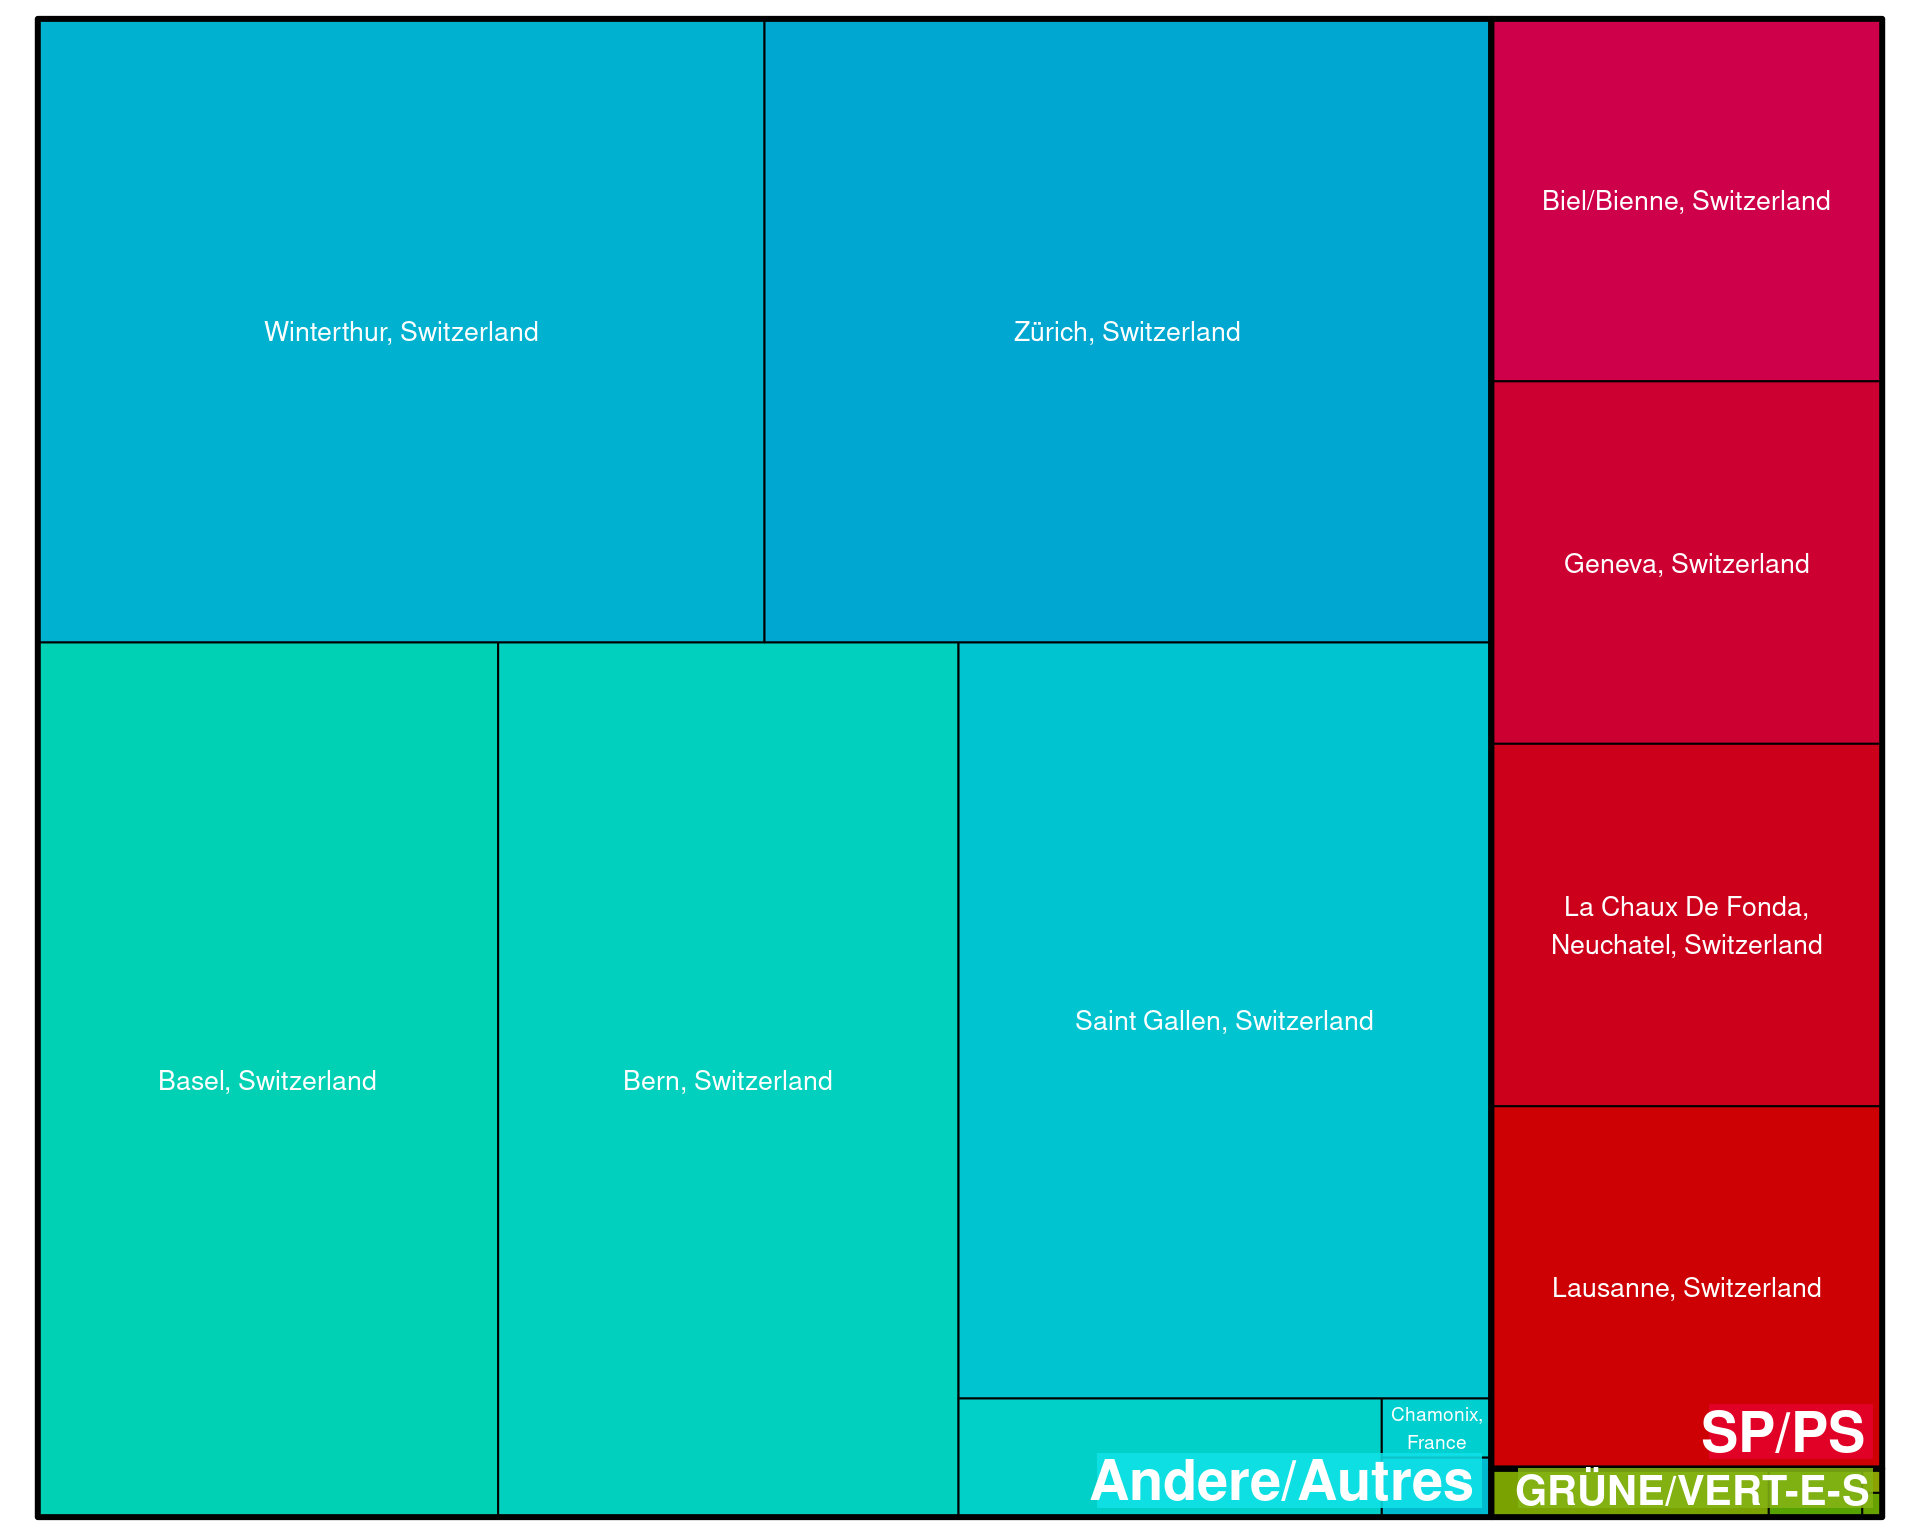 Winterthur, Switzerland
Zürich, Switzerland
Biel/Bienne, Switzerland
Geneva, Switzerland
La Chaux De Fonda,
Neuchatel, Switzerland
Basel, Switzerland
Bern, Switzerland
Saint Gallen, Switzerland
Lausanne, Switzerland
Chamonix,
France
Andere/Autres
SP/PS
GRÜNE/VERT-E-S